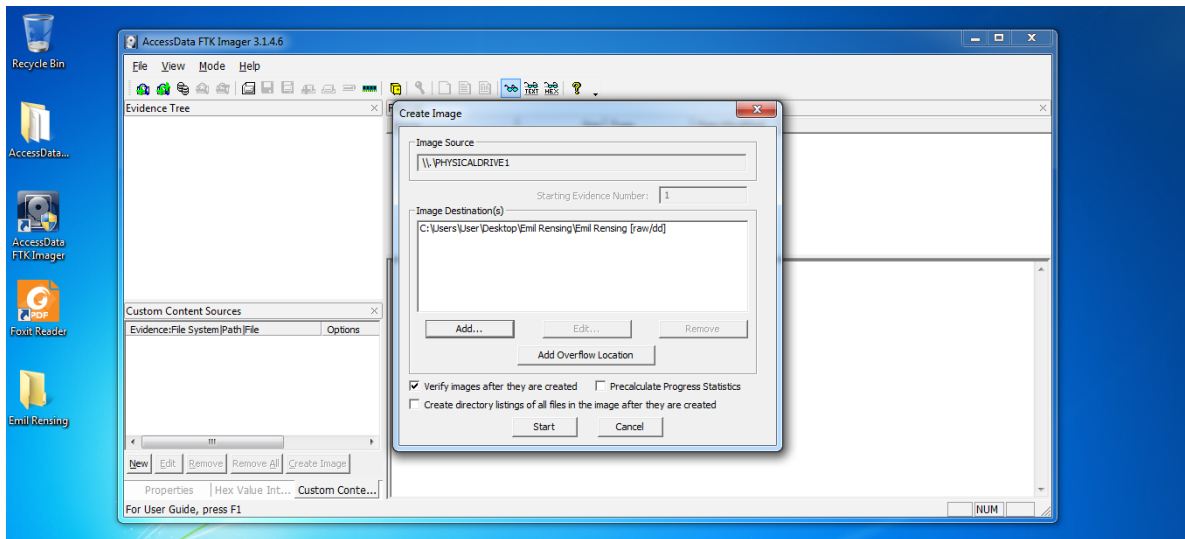 Recycle Bin
AccessData...
AccessData
FTK Imager
Foxit Reader
Emil Rensing
AccessData FTK Imager 3.1.4.6
File View Mode Help
TEXT HEX
Evidence Tree
Custom Content Sources
Evidence:File System|Path|File Options
New Edit Remove Remove All Create Image
Properties Hex Value Int... Custom Conte...
For User Guide, press F1
NUM
Create Image
Image Source
\\.\PHYSICALDRIVE1
Starting Evidence Number: 1
Image Destination(s)
C:\Users\User\Desktop\Emil Rensing\Emil Rensing [raw/dd]
Add... Edit... Remove
Add Overflow Location
Verify images after they are created Precalculate Progress Statistics
Create directory listings of all files in the image after they are created
Start Cancel